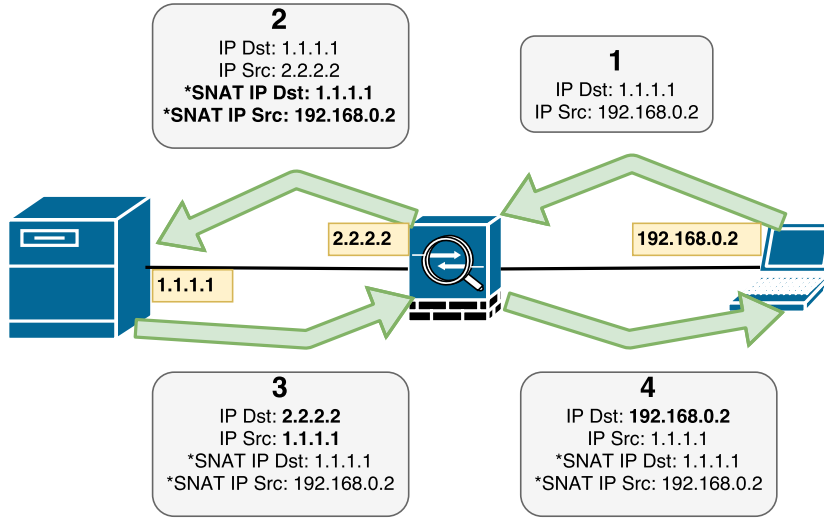 2
IP Dst: 1.1.1.1
IP Src: 2.2.2.2
*SNAT IP Dst: 1.1.1.1
*SNAT IP Src: 192.168.0.2
1
IP Dst: 1.1.1.1
IP Src: 192.168.0.2
2.2.2.2
192.168.0.2
1.1.1.1
3
IP Dst: 2.2.2.2
IP Src: 1.1.1.1
*SNAT IP Dst: 1.1.1.1
*SNAT IP Src: 192.168.0.2
4
IP Dst: 192.168.0.2
IP Src: 1.1.1.1
*SNAT IP Dst: 1.1.1.1
*SNAT IP Src: 192.168.0.2